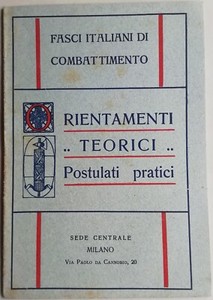 FASCI ITALIANI DI
COMBATTIMENTO
ORIENTAMENTI
.. TEORICI ..
Postulati pratici
SEDE CENTRALE
MILANO
VIA PAOLO DA CANNOBIO, 20